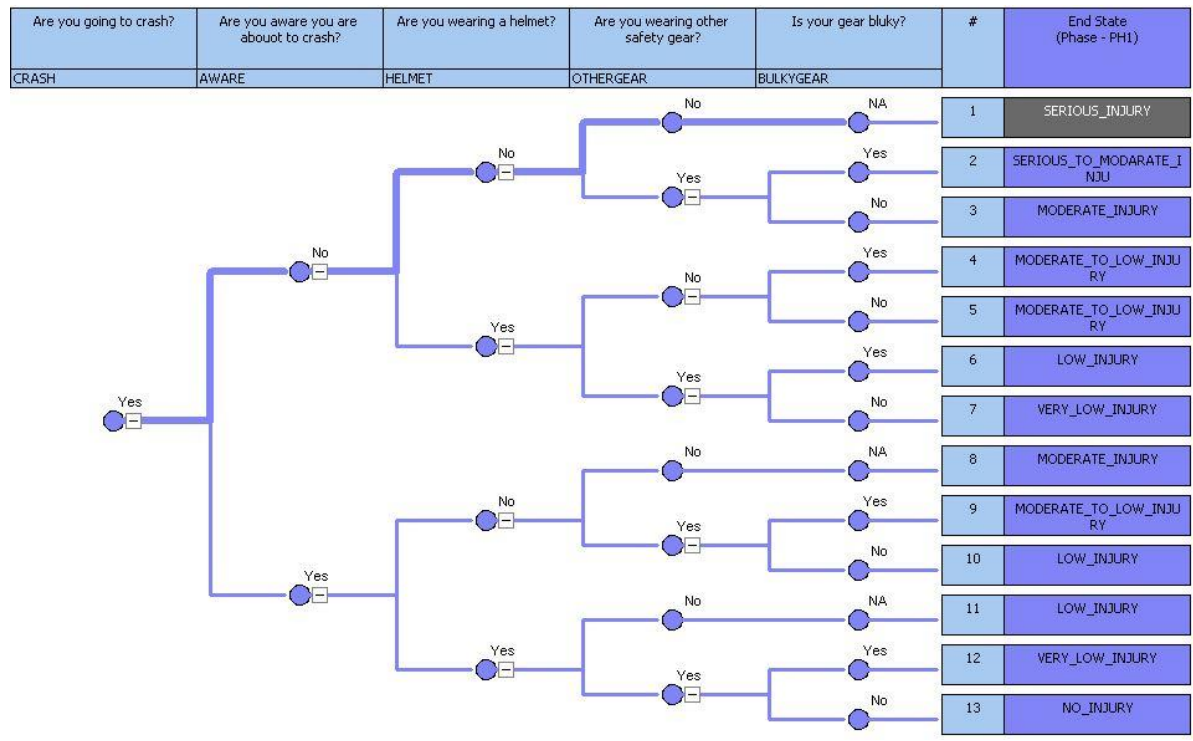 Are you going to crash?
Are you aware you are
abouot to crash?
Are you wearing a helmet?
Are you wearing other
safety gear?
Is your gear bluky?
#
End State
(Phase - PH1)
CRASH
AWARE
HELMET
OTHERGEAR
BULKYGEAR
No
NA
1
SERIOUS_INJURY
No
Yes
Yes
2
SERIOUS_TO_MODARATE_I
NJU
No
3
MODERATE_INJURY
No
No
Yes
4
MODERATE_TO_LOW_INJU
RY
No
5
MODERATE_TO_LOW_INJU
RY
Yes
Yes
Yes
6
LOW_INJURY
No
7
VERY_LOW_INJURY
Yes
No
NA
8
MODERATE_INJURY
No
Yes
Yes
9
MODERATE_TO_LOW_INJU
RY
No
10
LOW_INJURY
Yes
No
NA
11
LOW_INJURY
Yes
Yes
Yes
12
VERY_LOW_INJURY
No
13
NO_INJURY